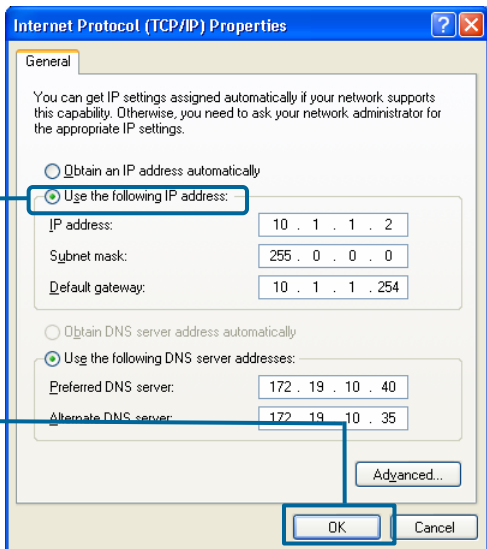 Internet Protocol (TCP/IP) Properties
General
You can get IP settings assigned automatically if your network supports
this capability. Otherwise, you need to ask your network administrator for
the appropriate IP settings.
Obtain an IP address automatically
Use the following IP address:
IP address: 10 . 1 . 1 . 2
Subnet mask: 255 . 0 . 0 . 0
Default gateway: 10 . 1 . 1 . 254
Obtain DNS server address automatically
Use the following DNS server addresses:
Preferred DNS server: 172 . 19 . 10 . 40
Alternate DNS server: 172 . 19 . 10 . 35
Advanced...
OK Cancel